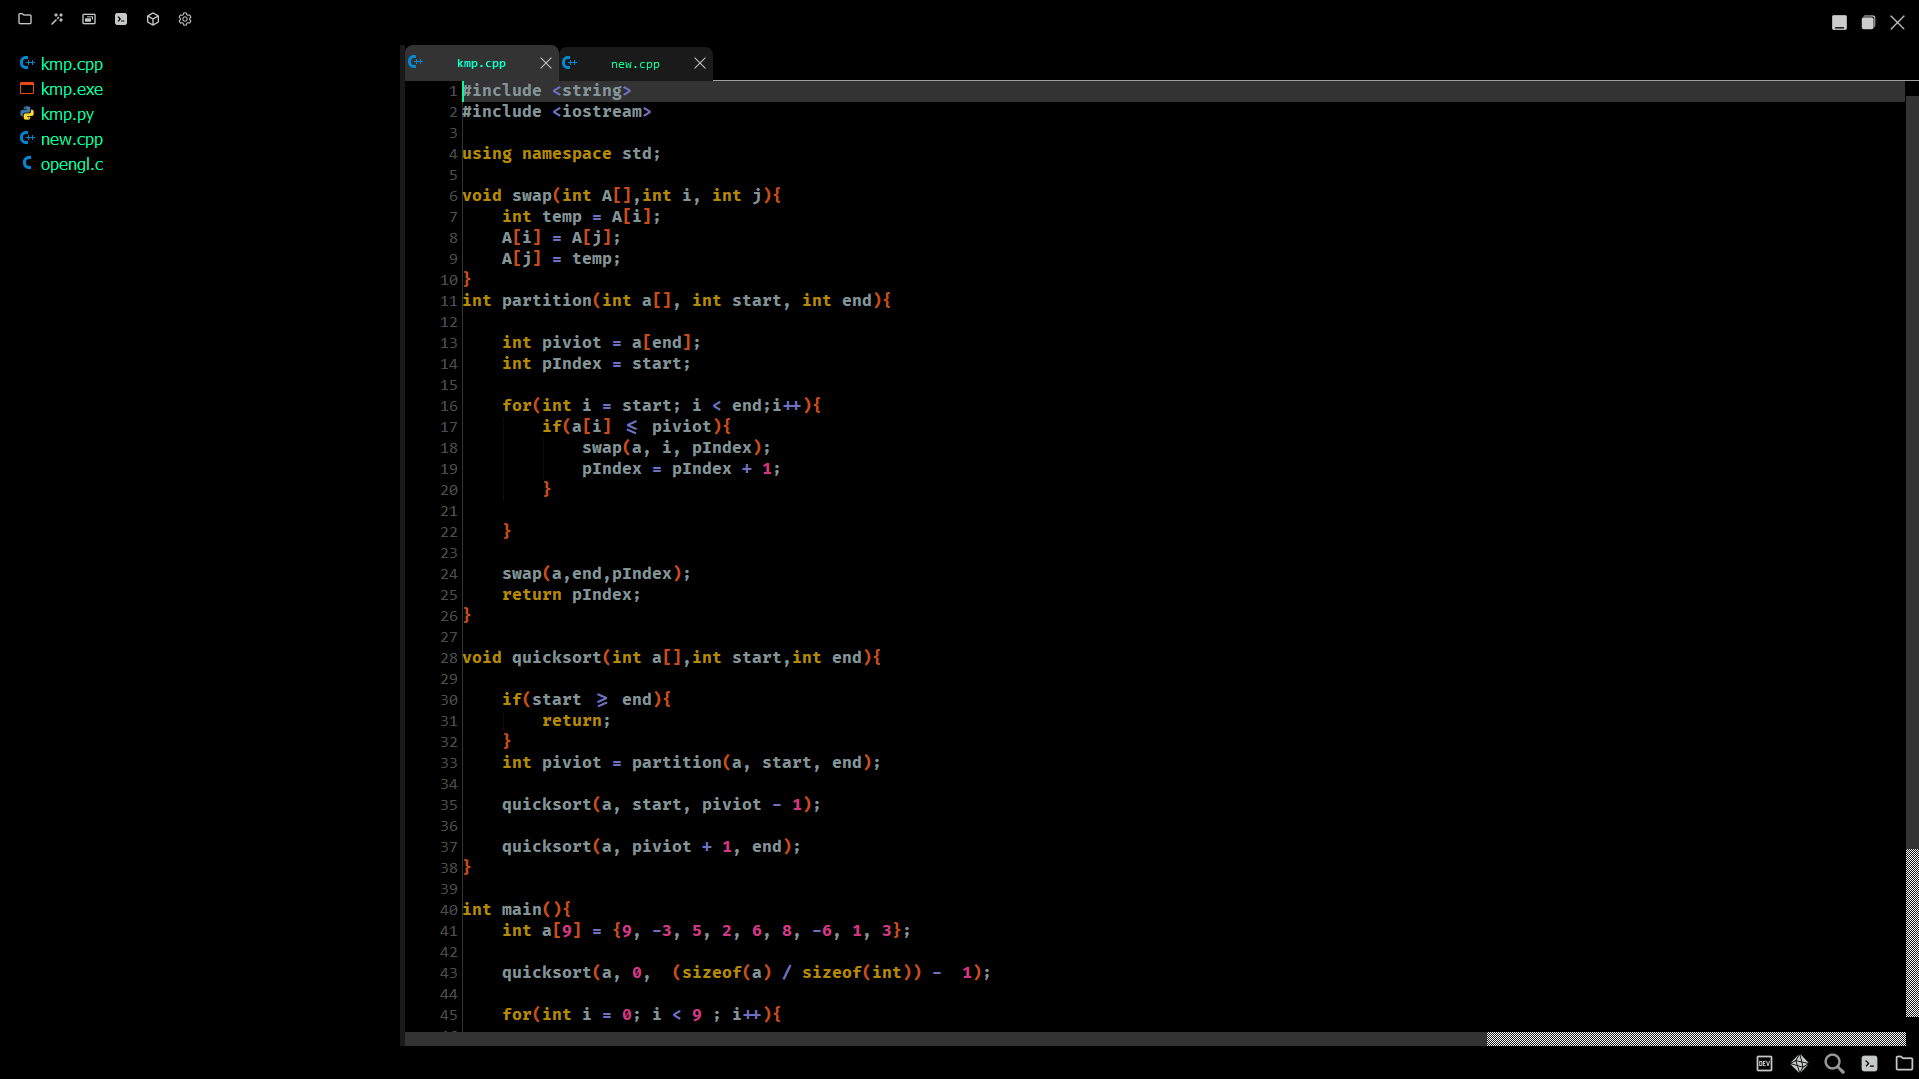 kmp.cpp
kmp.exe
kmp.py
new.cpp
opengl.c
kmp.cpp
new.cpp
1 #include <string>
2 #include <iostream>
3
4 using namespace std;
5
6 void swap(int A[],int i, int j){
7     int temp = A[i];
8     A[i] = A[j];
9     A[j] = temp;
10 }
11 int partition(int a[], int start, int end){
12
13     int piviot = a[end];
14     int pIndex = start;
15
16     for(int i = start; i < end;i++){
17         if(a[i] <= piviot){
18             swap(a, i, pIndex);
19             pIndex = pIndex + 1;
20         }
21
22     }
23
24     swap(a,end,pIndex);
25     return pIndex;
26 }
27
28 void quicksort(int a[],int start,int end){
29
30     if(start >= end){
31         return;
32     }
33     int piviot = partition(a, start, end);
34
35     quicksort(a, start, piviot - 1);
36
37     quicksort(a, piviot + 1, end);
38 }
39
40 int main(){
41     int a[9] = {9, -3, 5, 2, 6, 8, -6, 1, 3};
42
43     quicksort(a, 0,  (sizeof(a) / sizeof(int)) -  1);
44
45     for(int i = 0; i < 9 ; i++){
DEV